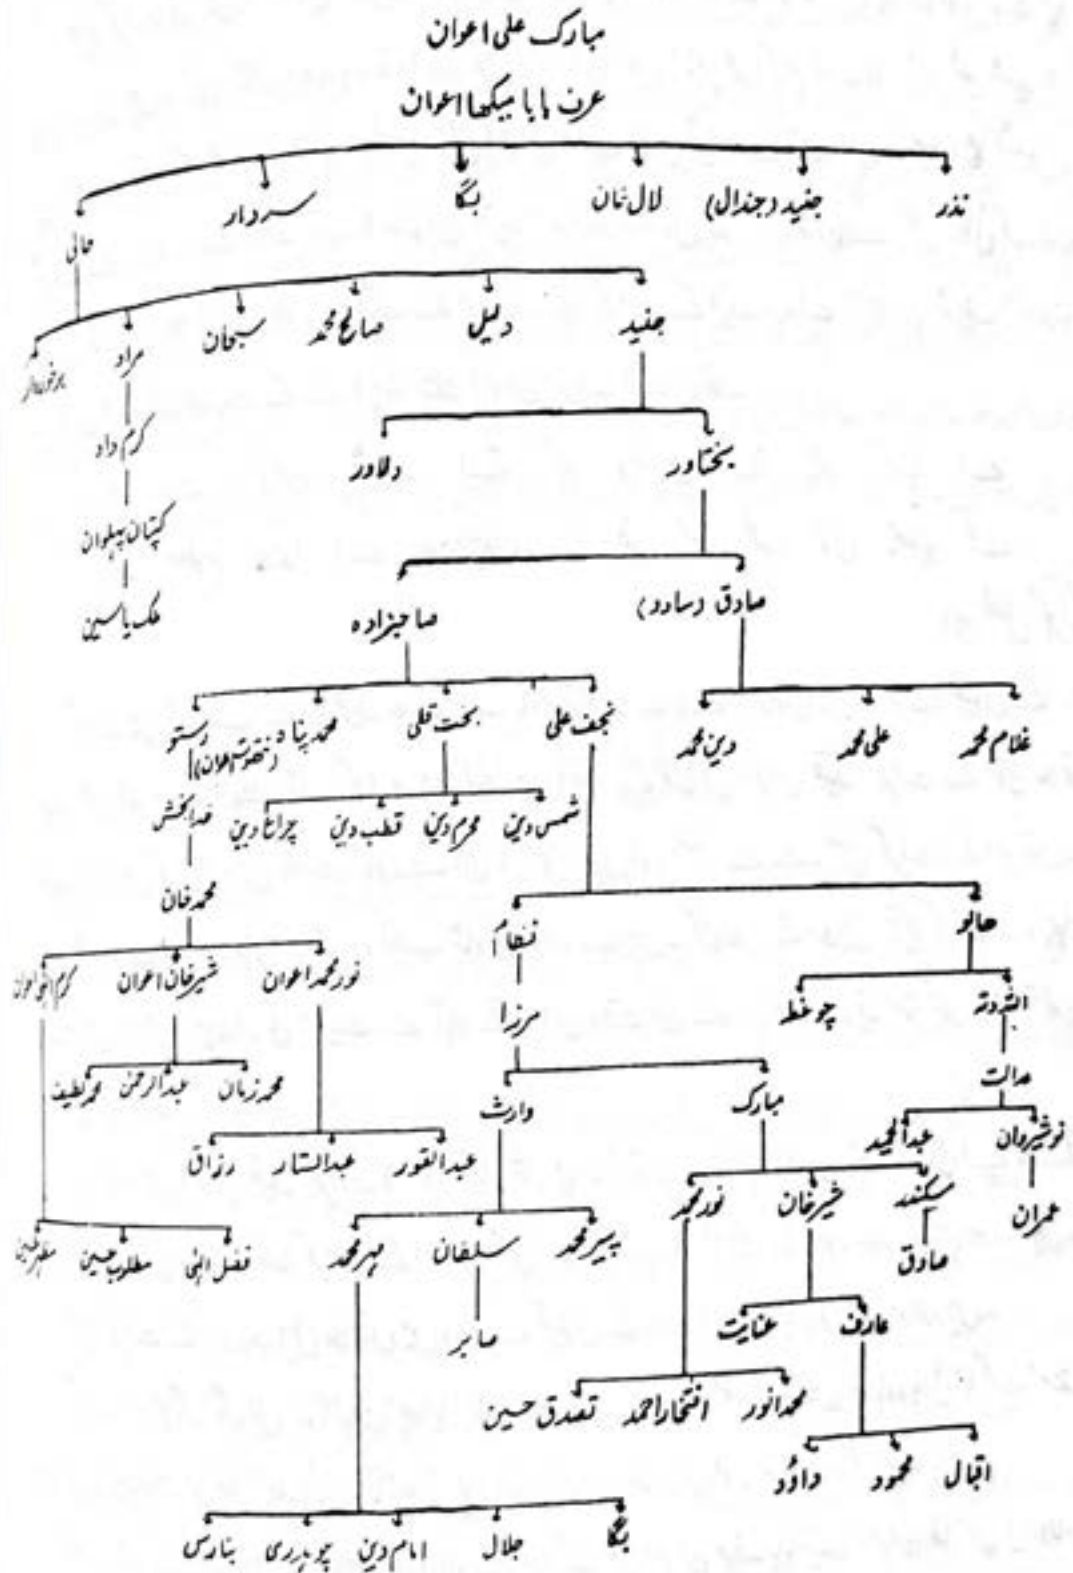 مبارک علی اعوان
عرف بابا بیکھا اعوان
نذر جنید (جندال) لال خان بگا سردار حالی
جنید دلیل صالح محمد سبحان مراد برخوردار
بختاور دلاور کرم داد
کپتان پہلوان
صادق (سادو) صاحبزادہ ملک یاسین
غلام محمد علی محمد دین محمد نجف علی بخت قلی محمد پناہ رستو
(نتھوتہ اعوان)
شمس دین محرم دین قطب دین چراغ دین خدا بخش
محمد خان
حالو
نور محمد اعوان شیر خان اعوان کرم الٰہی اعوان
اللہ دتہ چوغطہ مرزا
محمد زمان عبدالرحمن محمد لطیف
مبارک وارث
نوشیروان عبدالحمید
عبدالستار رزاق
عمران سکندر شیر خان نور محمد پیر محمد سلطان مہر محمد فضل الٰہی مطلوب حسین
صادق
صابر
عارف عنایت
محمد انور افتخار احمد تصدق حسین
اقبال محمود داؤد
بگا جلال امام دین چوہدری بنارسی